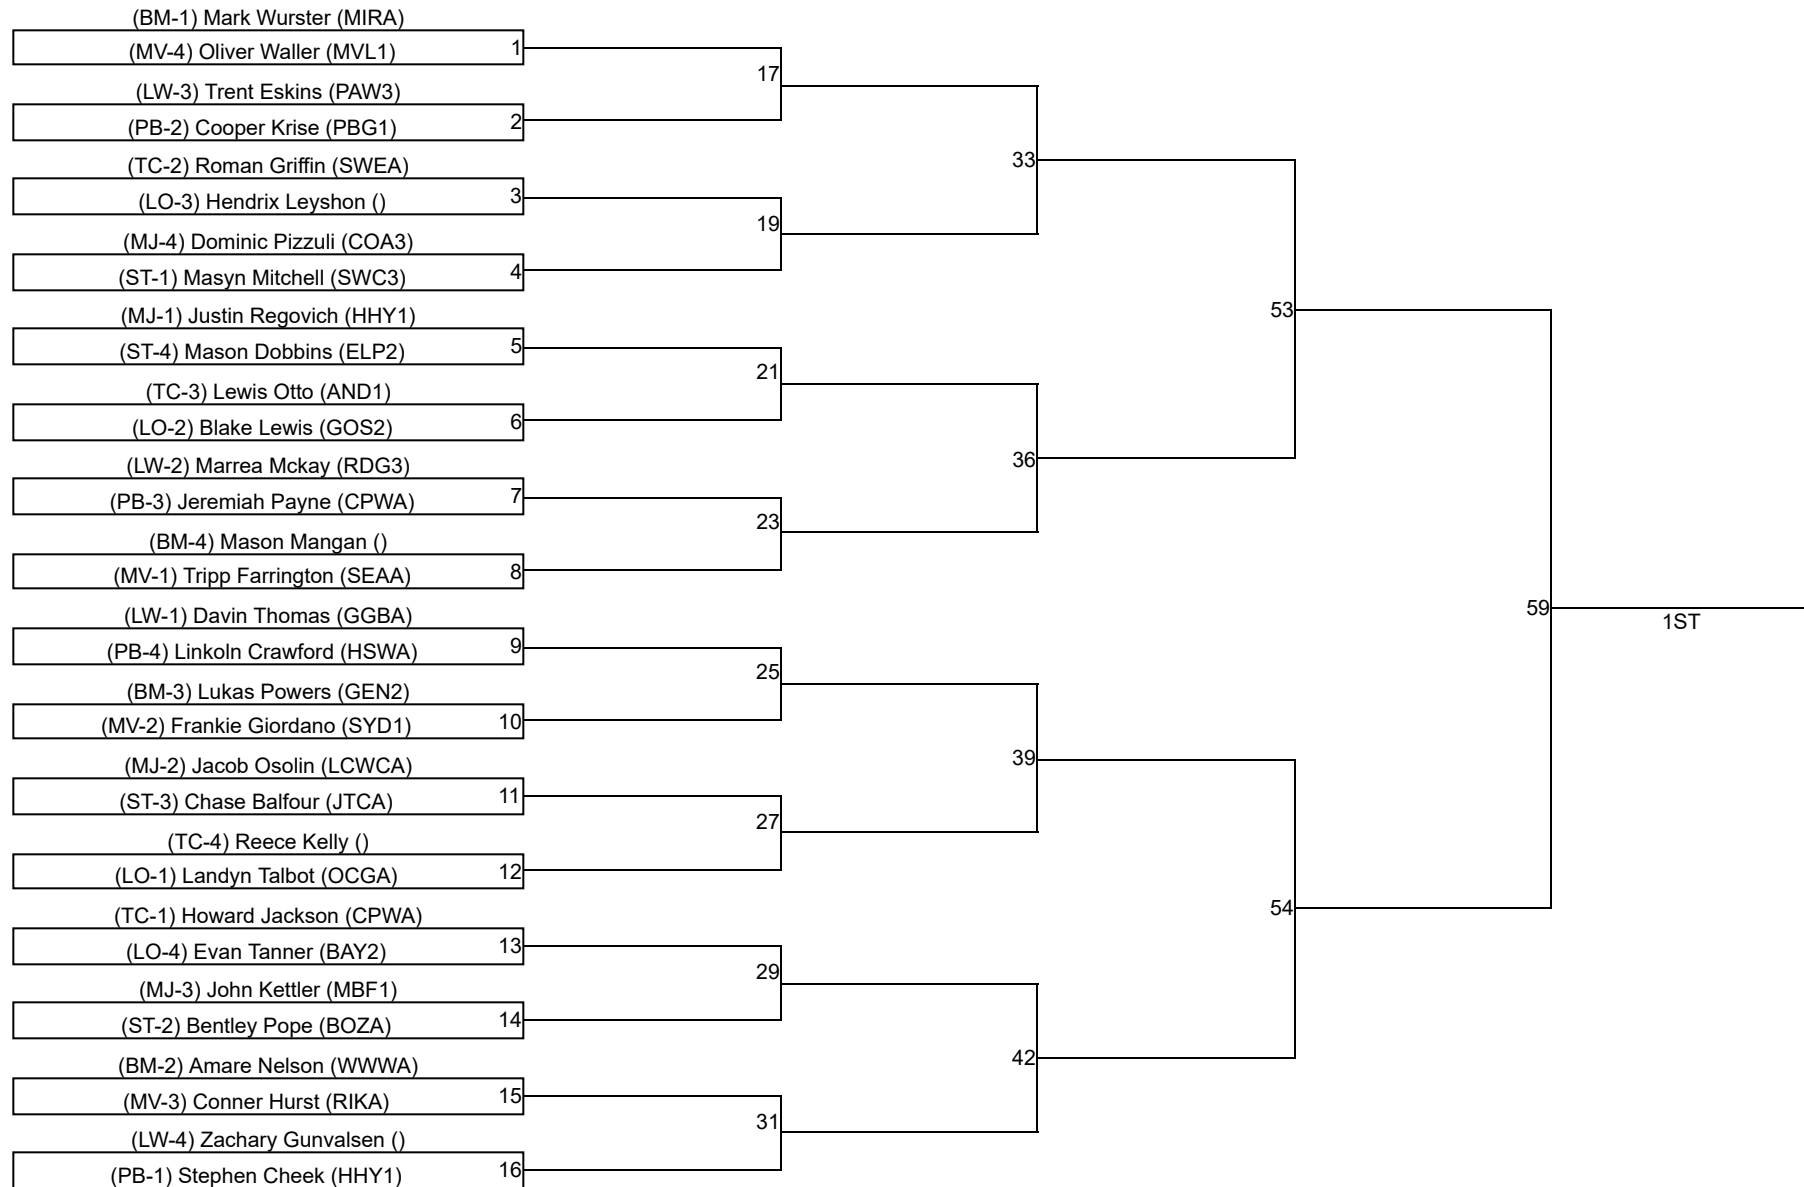 (BM-1) Mark Wurster (MIRA)
(MV-4) Oliver Waller (MVL1)
1
17
(LW-3) Trent Eskins (PAW3)
(PB-2) Cooper Krise (PBG1)
2
33
(TC-2) Roman Griffin (SWEA)
(LO-3) Hendrix Leyshon ()
3
19
(MJ-4) Dominic Pizzuli (COA3)
(ST-1) Masyn Mitchell (SWC3)
4
53
(MJ-1) Justin Regovich (HHY1)
(ST-4) Mason Dobbins (ELP2)
5
21
(TC-3) Lewis Otto (AND1)
(LO-2) Blake Lewis (GOS2)
6
36
(LW-2) Marrea Mckay (RDG3)
(PB-3) Jeremiah Payne (CPWA)
7
23
(BM-4) Mason Mangan ()
(MV-1) Tripp Farrington (SEAA)
8
59
1ST
(LW-1) Davin Thomas (GGBA)
(PB-4) Linkoln Crawford (HSWA)
9
25
(BM-3) Lukas Powers (GEN2)
(MV-2) Frankie Giordano (SYD1)
10
39
(MJ-2) Jacob Osolin (LCWCA)
(ST-3) Chase Balfour (JTCA)
11
27
(TC-4) Reece Kelly ()
(LO-1) Landyn Talbot (OCGA)
12
54
(TC-1) Howard Jackson (CPWA)
(LO-4) Evan Tanner (BAY2)
13
29
(MJ-3) John Kettler (MBF1)
(ST-2) Bentley Pope (BOZA)
14
42
(BM-2) Amare Nelson (WWWA)
(MV-3) Conner Hurst (RIKA)
15
31
(LW-4) Zachary Gunvalsen ()
(PB-1) Stephen Cheek (HHY1)
16